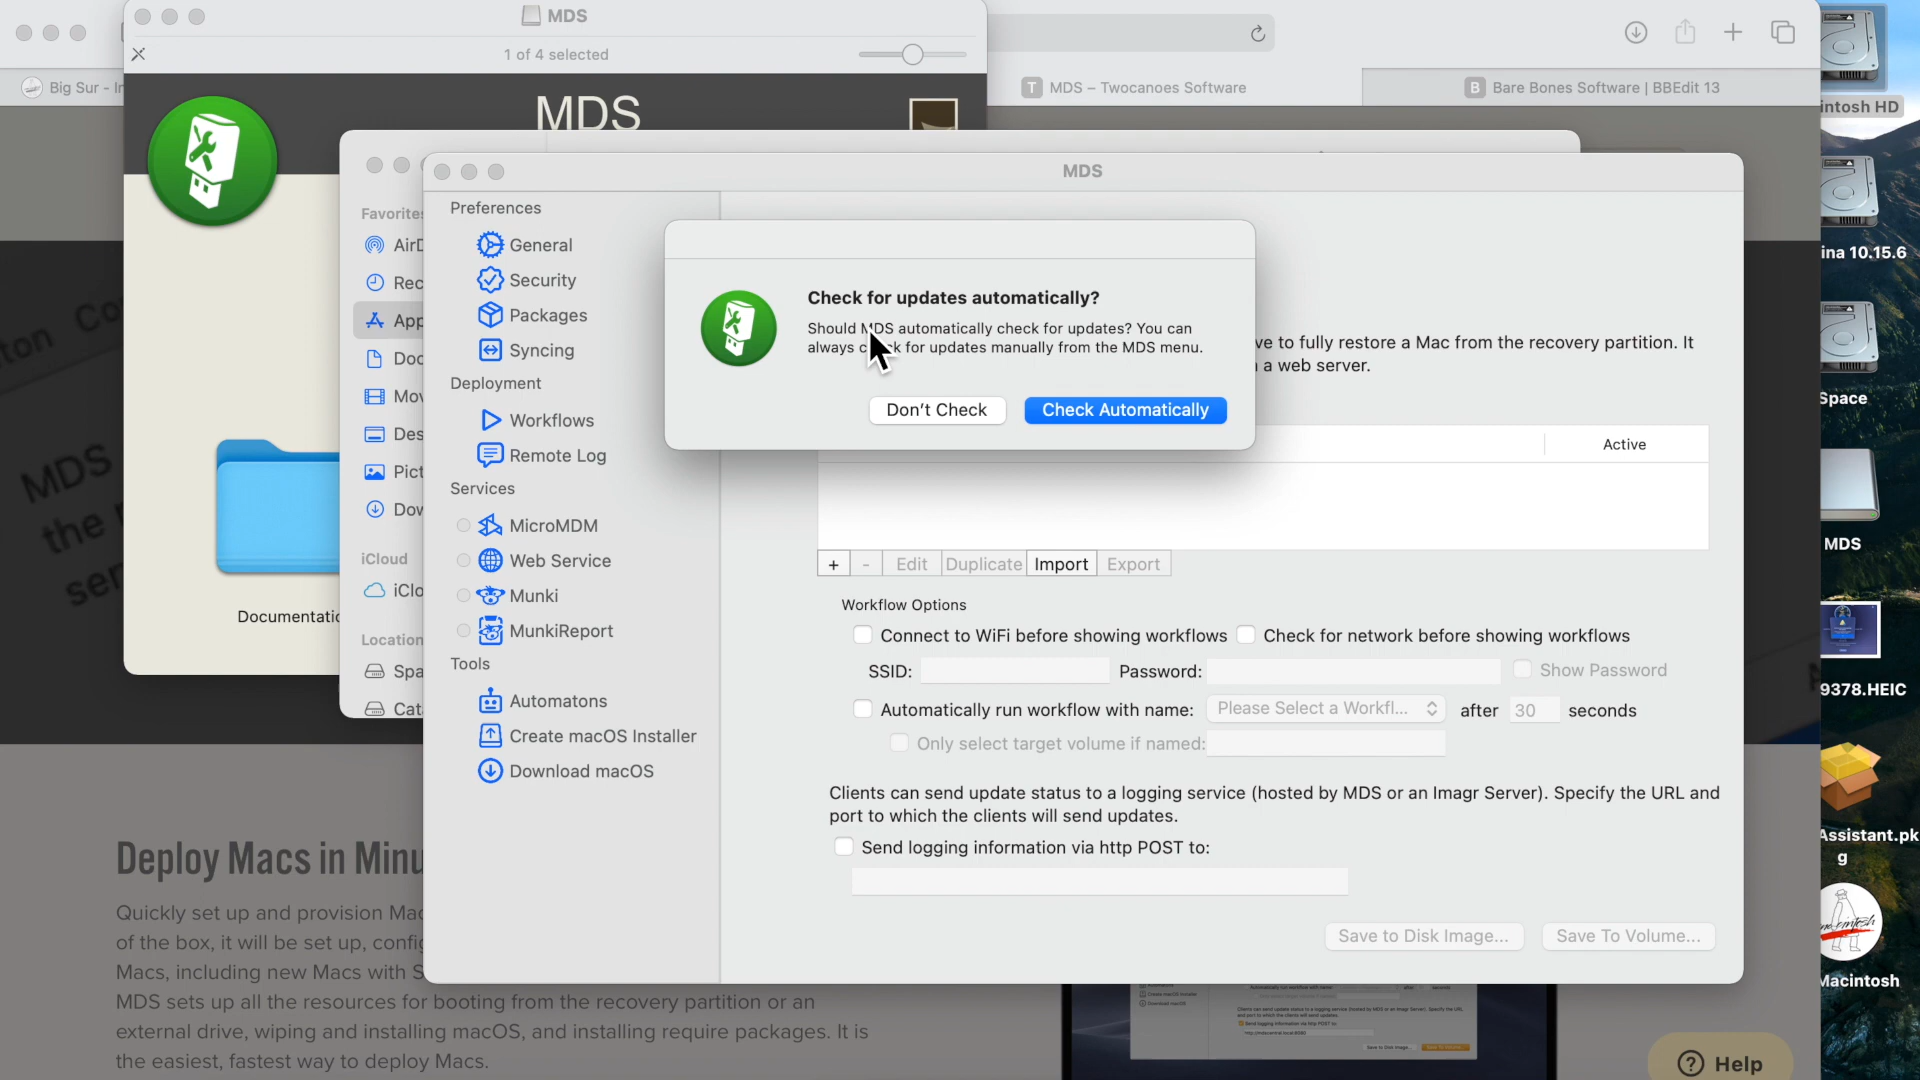 MDS
1 of 4 selected
Big Sur - In
MDS – Twocanoes Software
Bare Bones Software | BBEdit 13
MDS
intosh HD
MDS
Favorites
Preferences
General
Security
Packages
Syncing
Deployment
Workflows
Remote Log
Services
MicroMDM
Web Service
Munki
MunkiReport
Tools
Automatons
Create macOS Installer
Download macOS
AirD
Rec
App
Doc
Mov
Des
Pict
Dow
iCloud
iClo
Location
Spa
Cat
Documentatio
Check for updates automatically?
Should MDS automatically check for updates? You can
always check for updates manually from the MDS menu.
Don't Check
Check Automatically
ve to fully restore a Mac from the recovery partition. It
a web server.
Active
+
-
Edit
Duplicate
Import
Export
Workflow Options
Connect to WiFi before showing workflows
Check for network before showing workflows
SSID:
Password:
Show Password
Automatically run workflow with name:
Please Select a Workfl...
after
30
seconds
Only select target volume if named:
Clients can send update status to a logging service (hosted by MDS or an Imagr Server). Specify the URL and
port to which the clients will send updates.
Send logging information via http POST to:
Save to Disk Image...
Save To Volume...
ina 10.15.6
Space
MDS
9378.HEIC
Assistant.pk
g
Macintosh
ton Co
MDS
the r
ser
Deploy Macs in Minu
Quickly set up and provision Mac
of the box, it will be set up, config
Macs, including new Macs with S
MDS sets up all the resources for booting from the recovery partition or an
external drive, wiping and installing macOS, and installing require packages. It is
the easiest, fastest way to deploy Macs.
Help